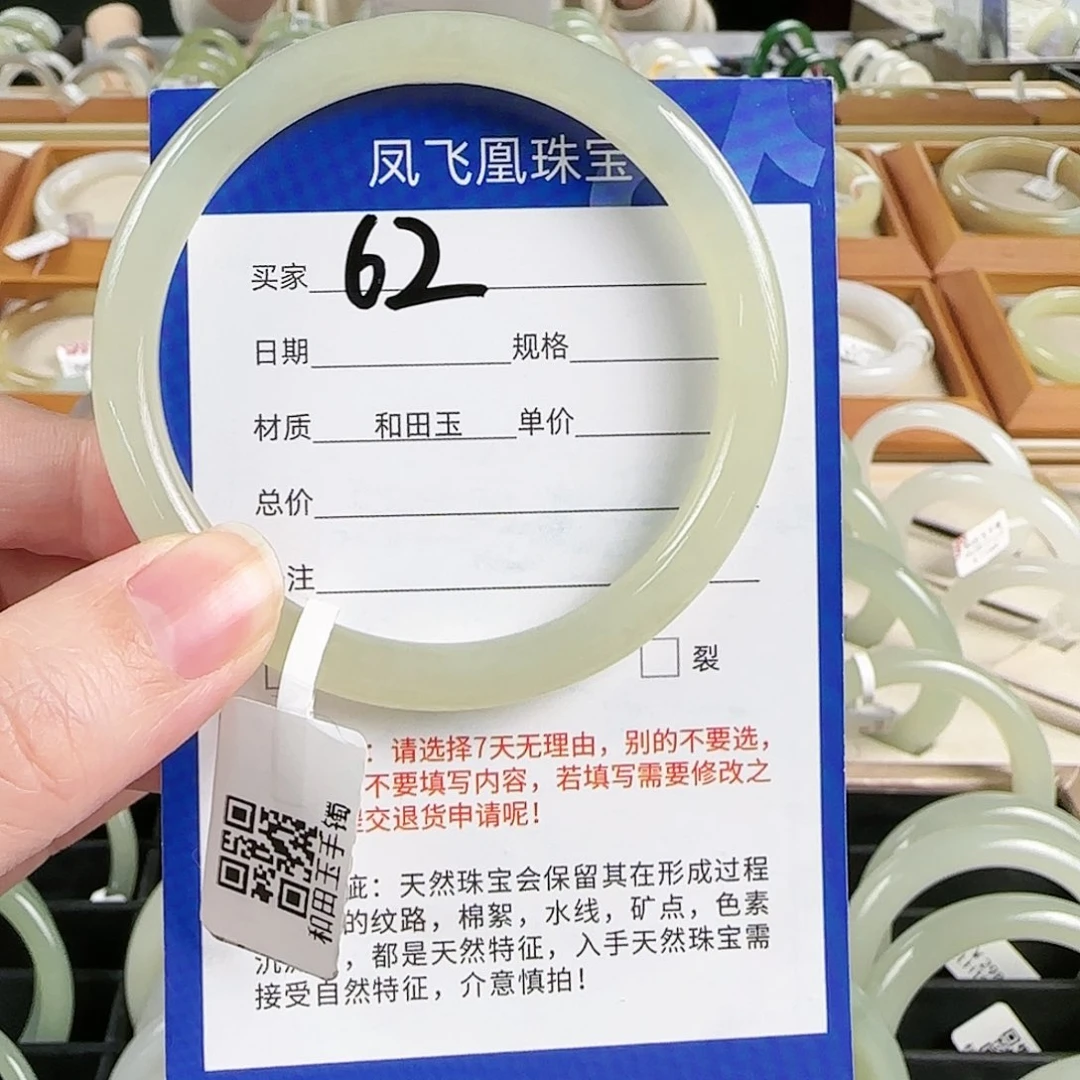 凤飞凰珠宝
买家 62
日期 规格
材质 和田玉 单价
总价
注
裂
：请选择7天无理由，别的不要选，
不要填写内容，若填写需要修改之
交退货申请呢！
疵：天然珠宝会保留其在形成过程
的纹路，棉絮，水线，矿点，色素
，都是天然特征，入手天然珠宝需
接受自然特征，介意慎拍！
和田玉手镯